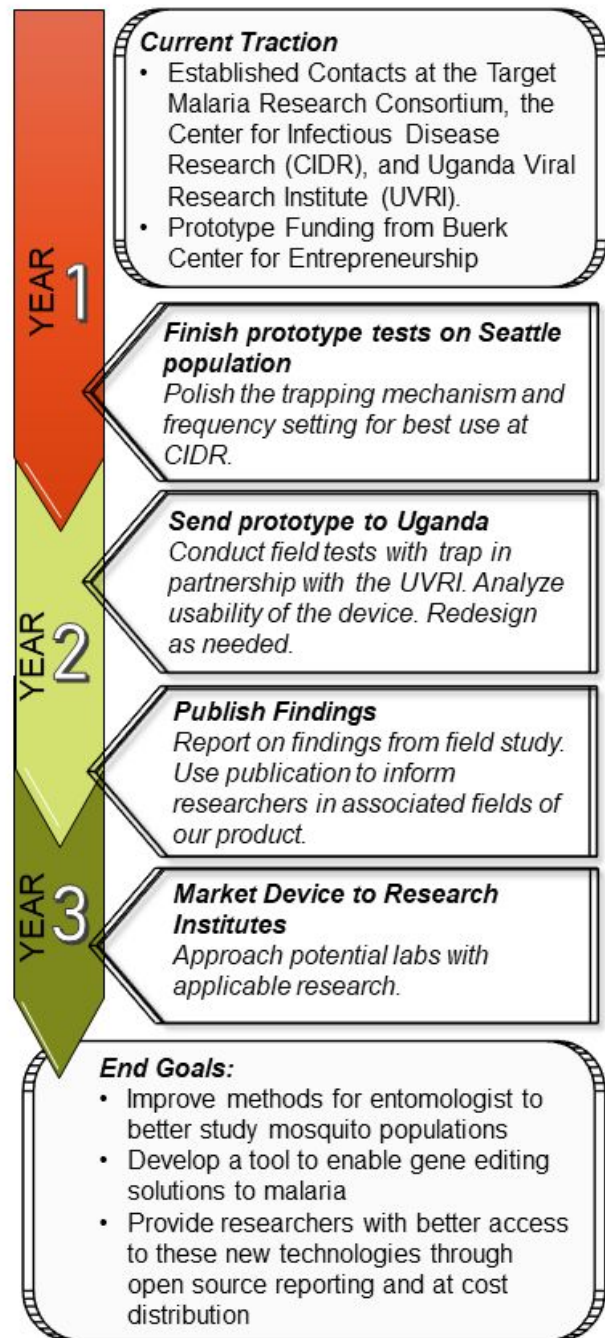 Current Traction
• Established Contacts at the Target
Malaria Research Consortium, the
Center for Infectious Disease
Research (CIDR), and Uganda Viral
Research Institute (UVRI).
• Prototype Funding from Buerk
Center for Entrepreneurship
YEAR 1
Finish prototype tests on Seattle
population
Polish the trapping mechanism and
frequency setting for best use at
CIDR.
Send prototype to Uganda
Conduct field tests with trap in
partnership with the UVRI. Analyze
usability of the device. Redesign
as needed.
YEAR 2
Publish Findings
Report on findings from field study.
Use publication to inform
researchers in associated fields of
our product.
YEAR 3
Market Device to Research
Institutes
Approach potential labs with
applicable research.
End Goals:
• Improve methods for entomologist to
better study mosquito populations
• Develop a tool to enable gene editing
solutions to malaria
• Provide researchers with better access
to these new technologies through
open source reporting and at cost
distribution